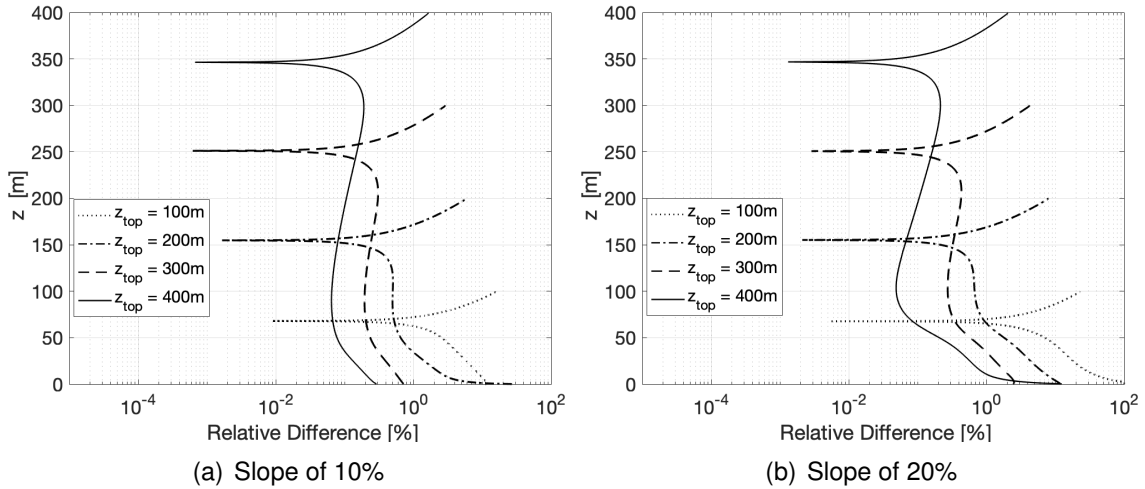 400
350
300
250
200
150
100
50
0
z [m]
z_top = 100m
z_top = 200m
z_top = 300m
z_top = 400m
10^-4
10^-2
10^0
10^2
Relative Difference [%]
(a) Slope of 10%
400
350
300
250
200
150
100
50
0
z [m]
z_top = 100m
z_top = 200m
z_top = 300m
z_top = 400m
10^-4
10^-2
10^0
10^2
Relative Difference [%]
(b) Slope of 20%